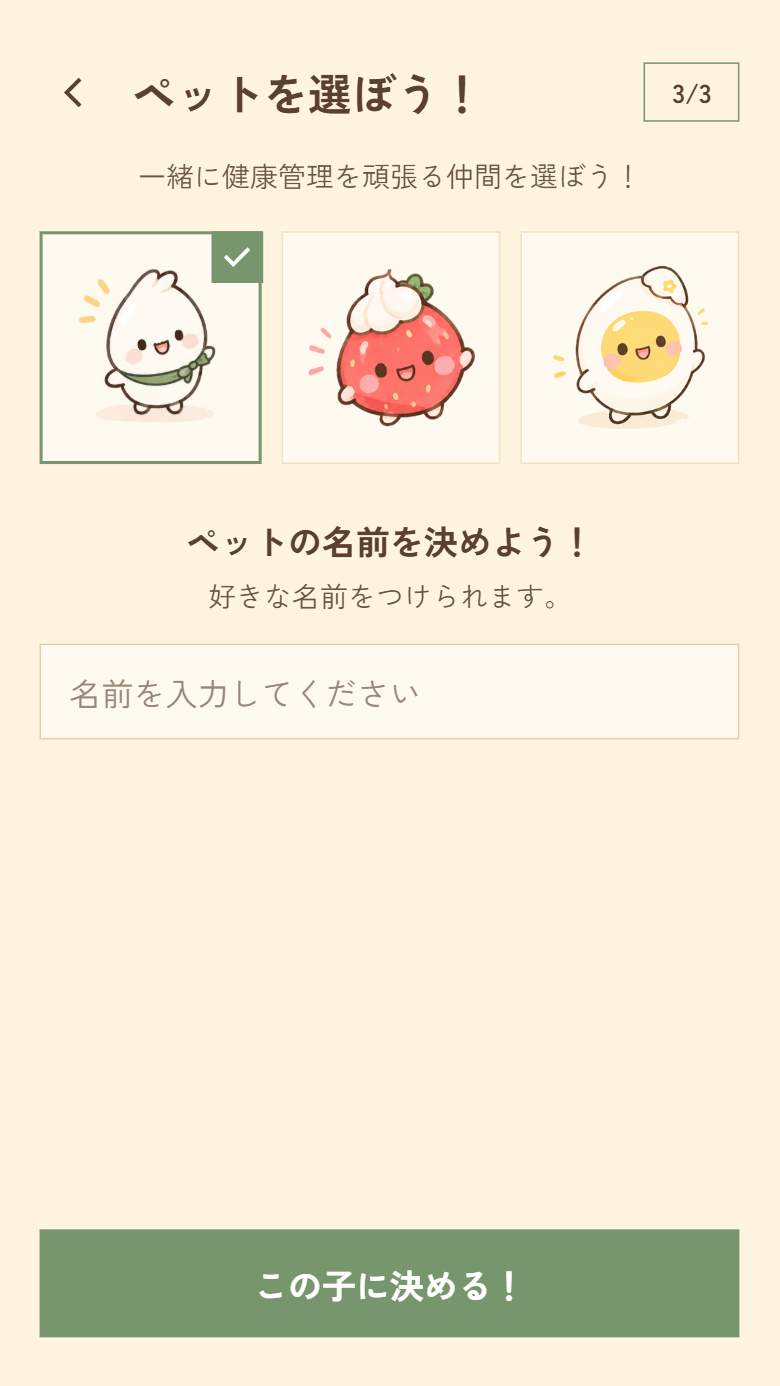 ペットを選ぼう！
3/3
一緒に健康管理を頑張る仲間を選ぼう！
ペットの名前を決めよう！
好きな名前をつけられます。
名前を入力してください
この子に決める！